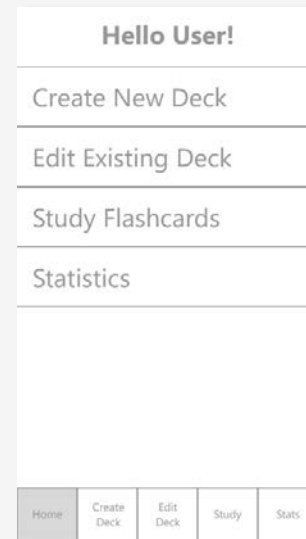 Hello User!
Create New Deck
Edit Existing Deck
Study Flashcards
Statistics
Home
Create
Deck
Edit
Deck
Study
Stats